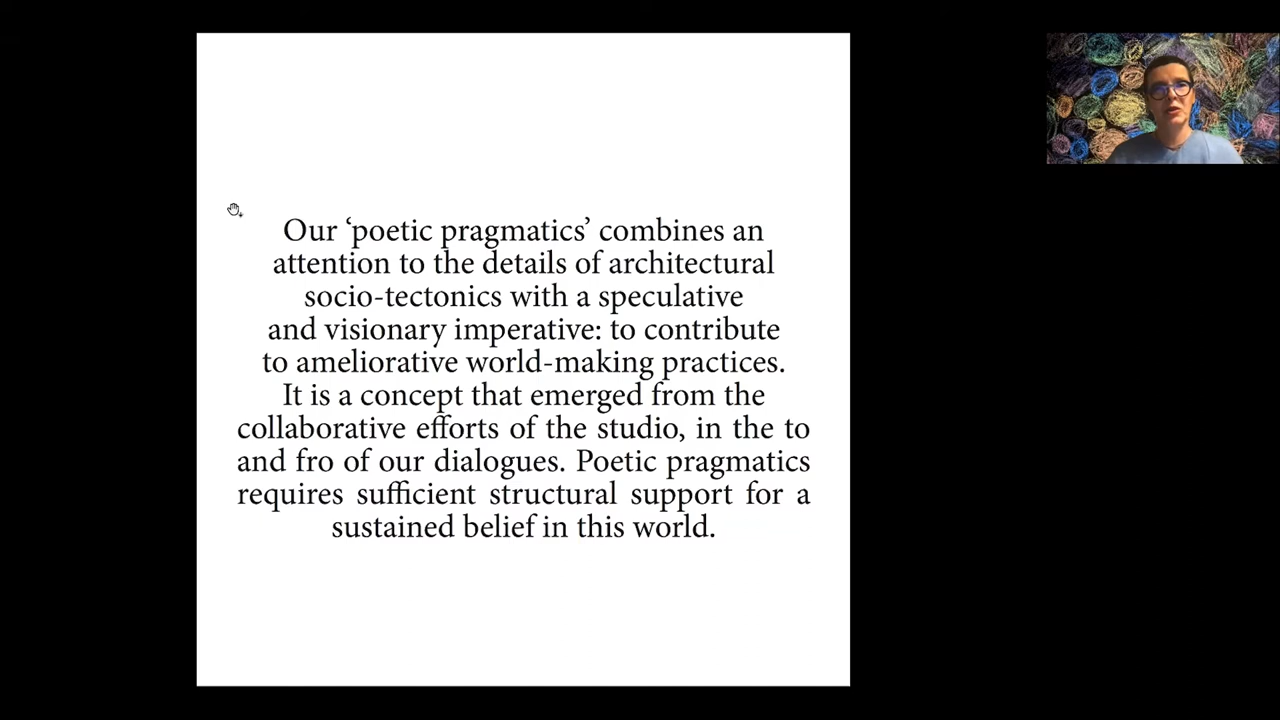 Our ‘poetic pragmatics’ combines an
attention to the details of architectural
socio-tectonics with a speculative
and visionary imperative: to contribute
to ameliorative world-making practices.
It is a concept that emerged from the
collaborative efforts of the studio, in the to
and fro of our dialogues. Poetic pragmatics
requires sufficient structural support for a
sustained belief in this world.